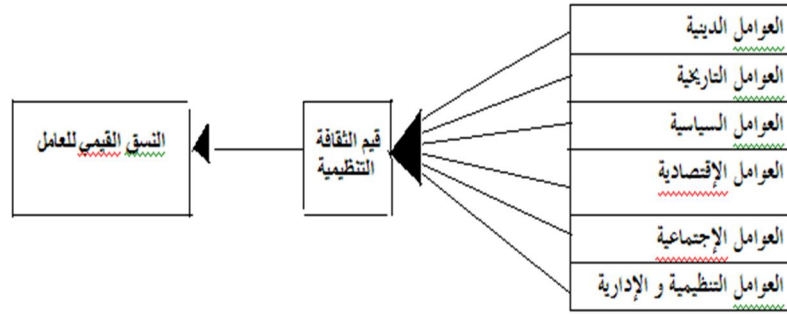 العوامل الدينية
العوامل التاريخية
العوامل السياسية
العوامل الإقتصادية
العوامل الإجتماعية
العوامل التنظيمية و الإدارية
قيم الثقافة
التنظيمية
النسق القيمي للعامل